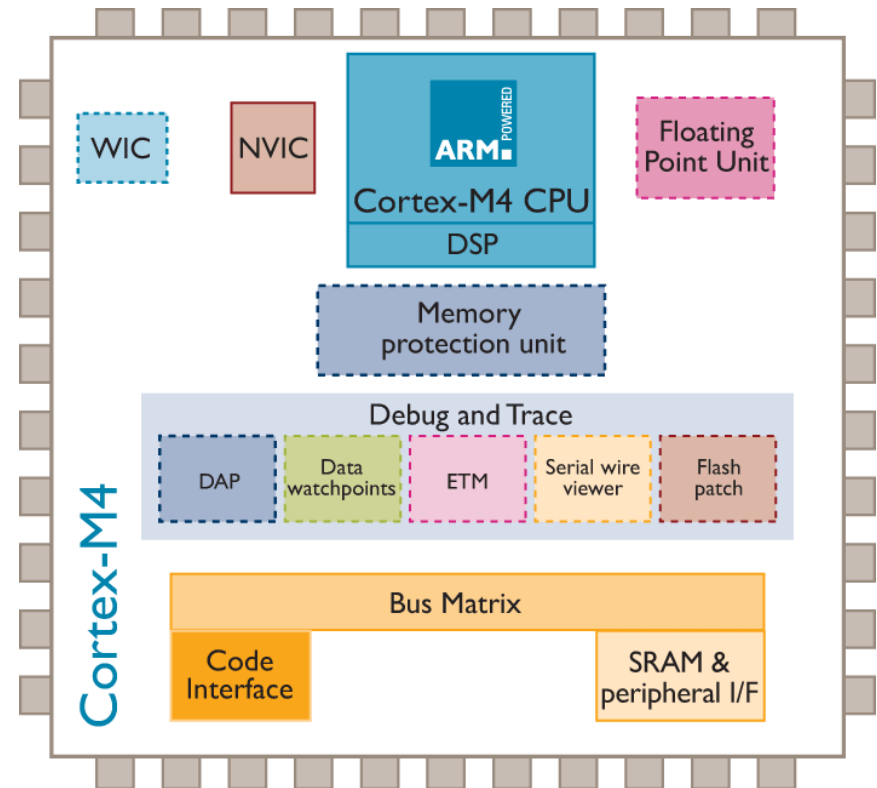 WIC
NVIC
ARM POWERED
Cortex-M4 CPU
DSP
Floating
Point Unit
Memory
protection unit
Debug and Trace
DAP
Data
watchpoints
ETM
Serial wire
viewer
Flash
patch
Cortex-M4
Bus Matrix
Code
Interface
SRAM &
peripheral I/F